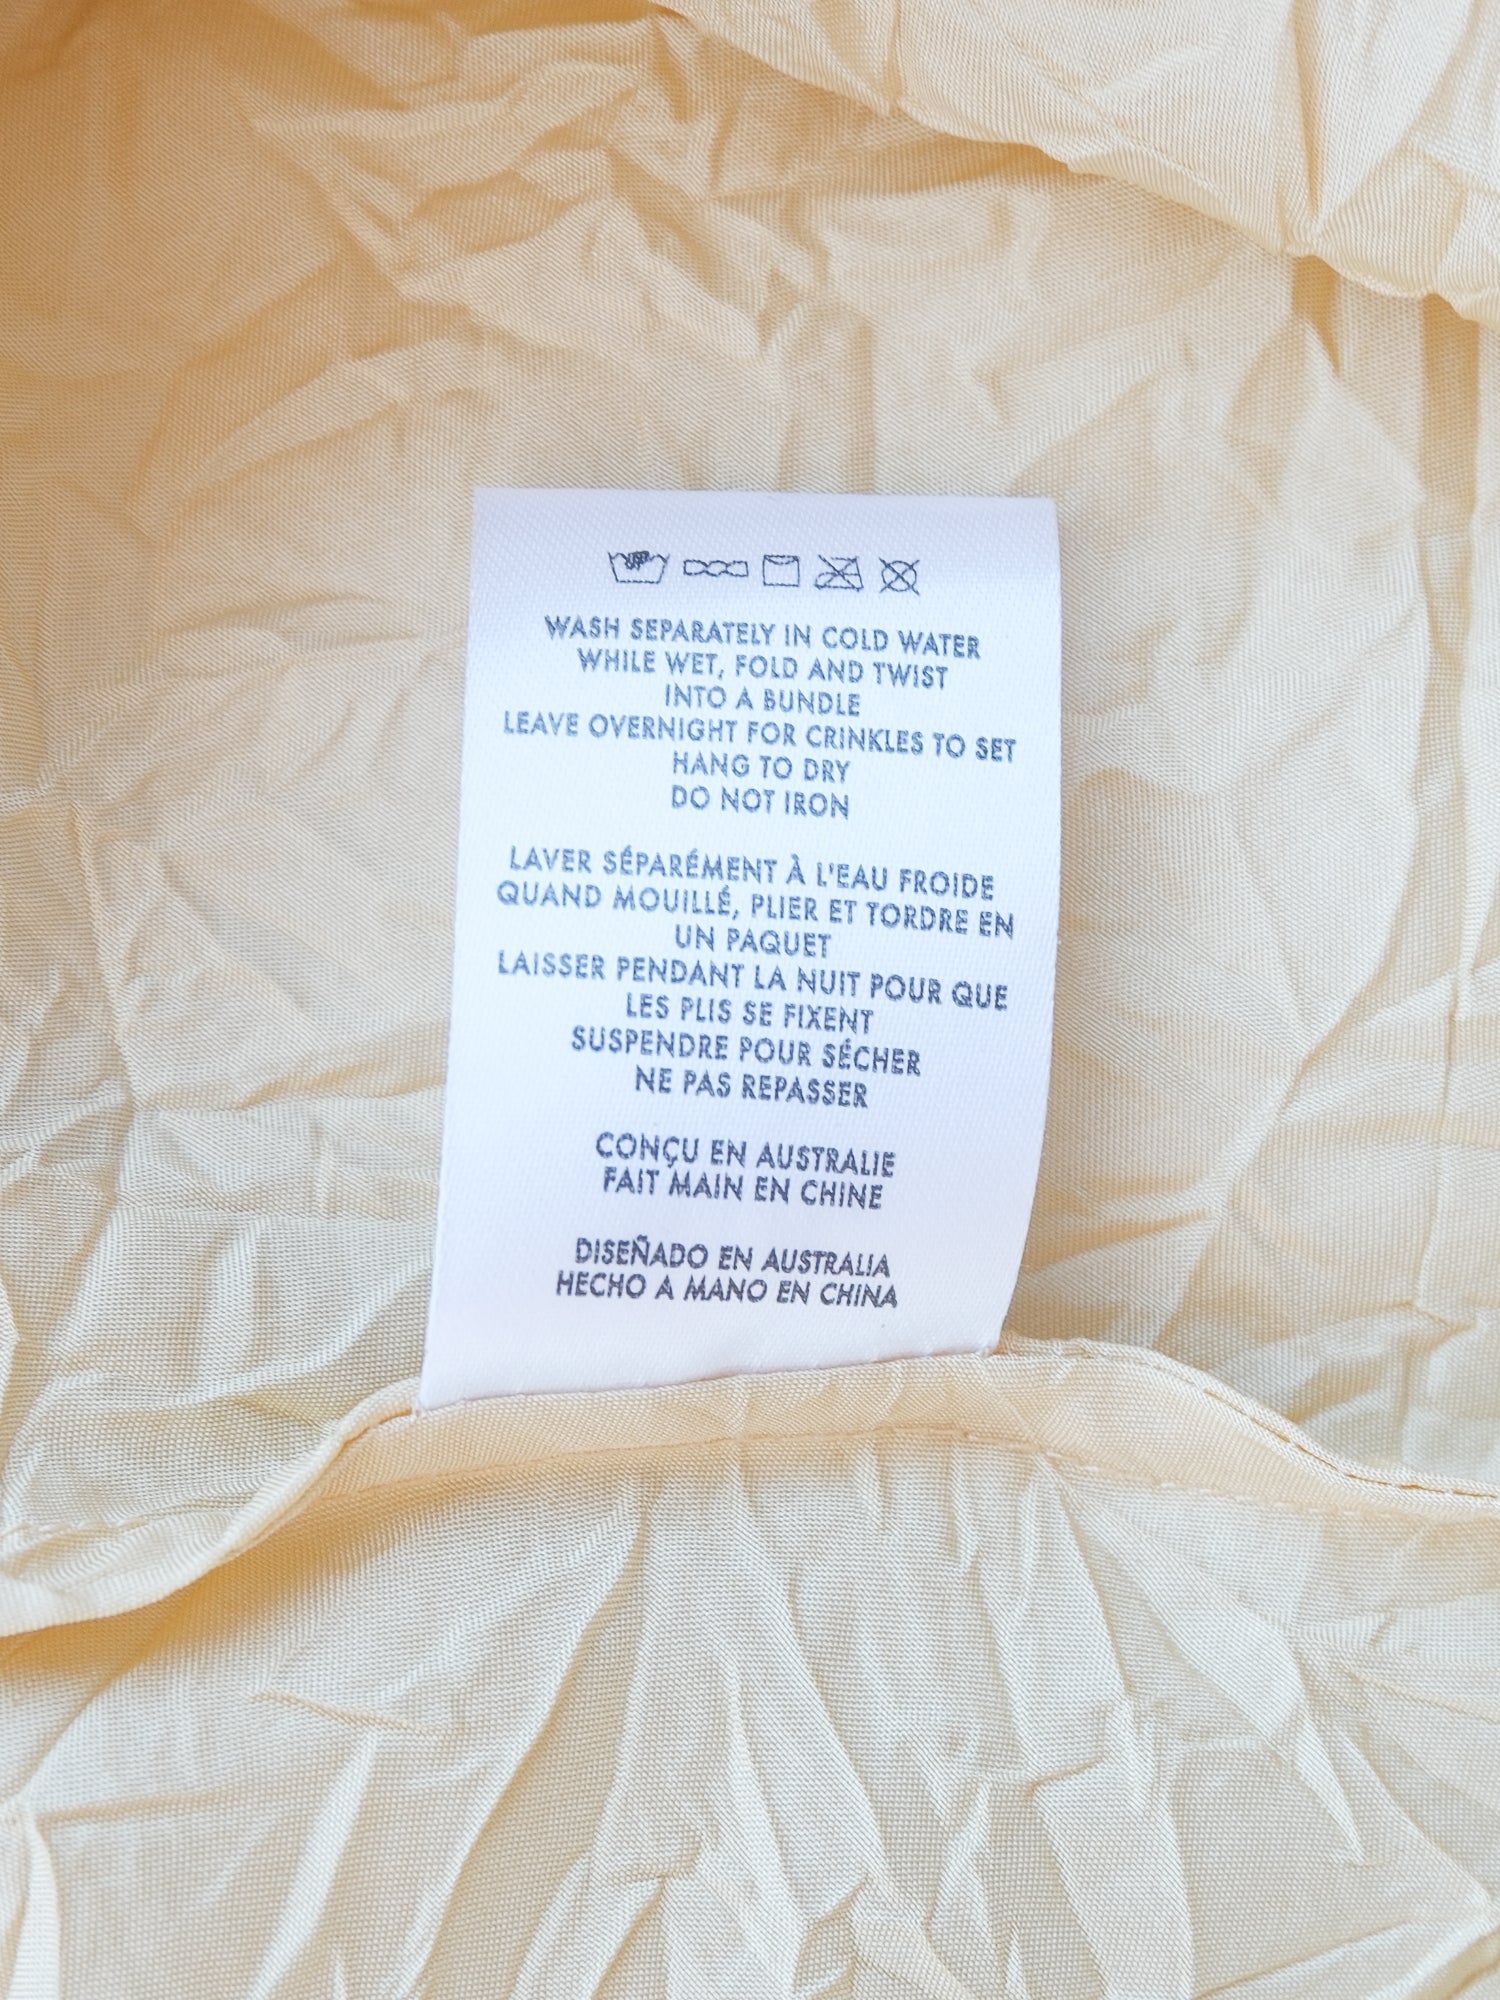 WASH SEPARATELY IN COLD WATER
WHILE WET, FOLD AND TWIST
INTO A BUNDLE
LEAVE OVERNIGHT FOR CRINKLES TO SET
HANG TO DRY
DO NOT IRON
LAVER SÉPARÉMENT À L'EAU FROIDE
QUAND MOUILLÉ, PLIER ET TORDRE EN
UN PAQUET
LAISSER PENDANT LA NUIT POUR QUE
LES PLIS SE FIXENT
SUSPENDRE POUR SÉCHER
NE PAS REPASSER
CONÇU EN AUSTRALIE
FAIT MAIN EN CHINE
DISEÑADO EN AUSTRALIA
HECHO A MANO EN CHINA